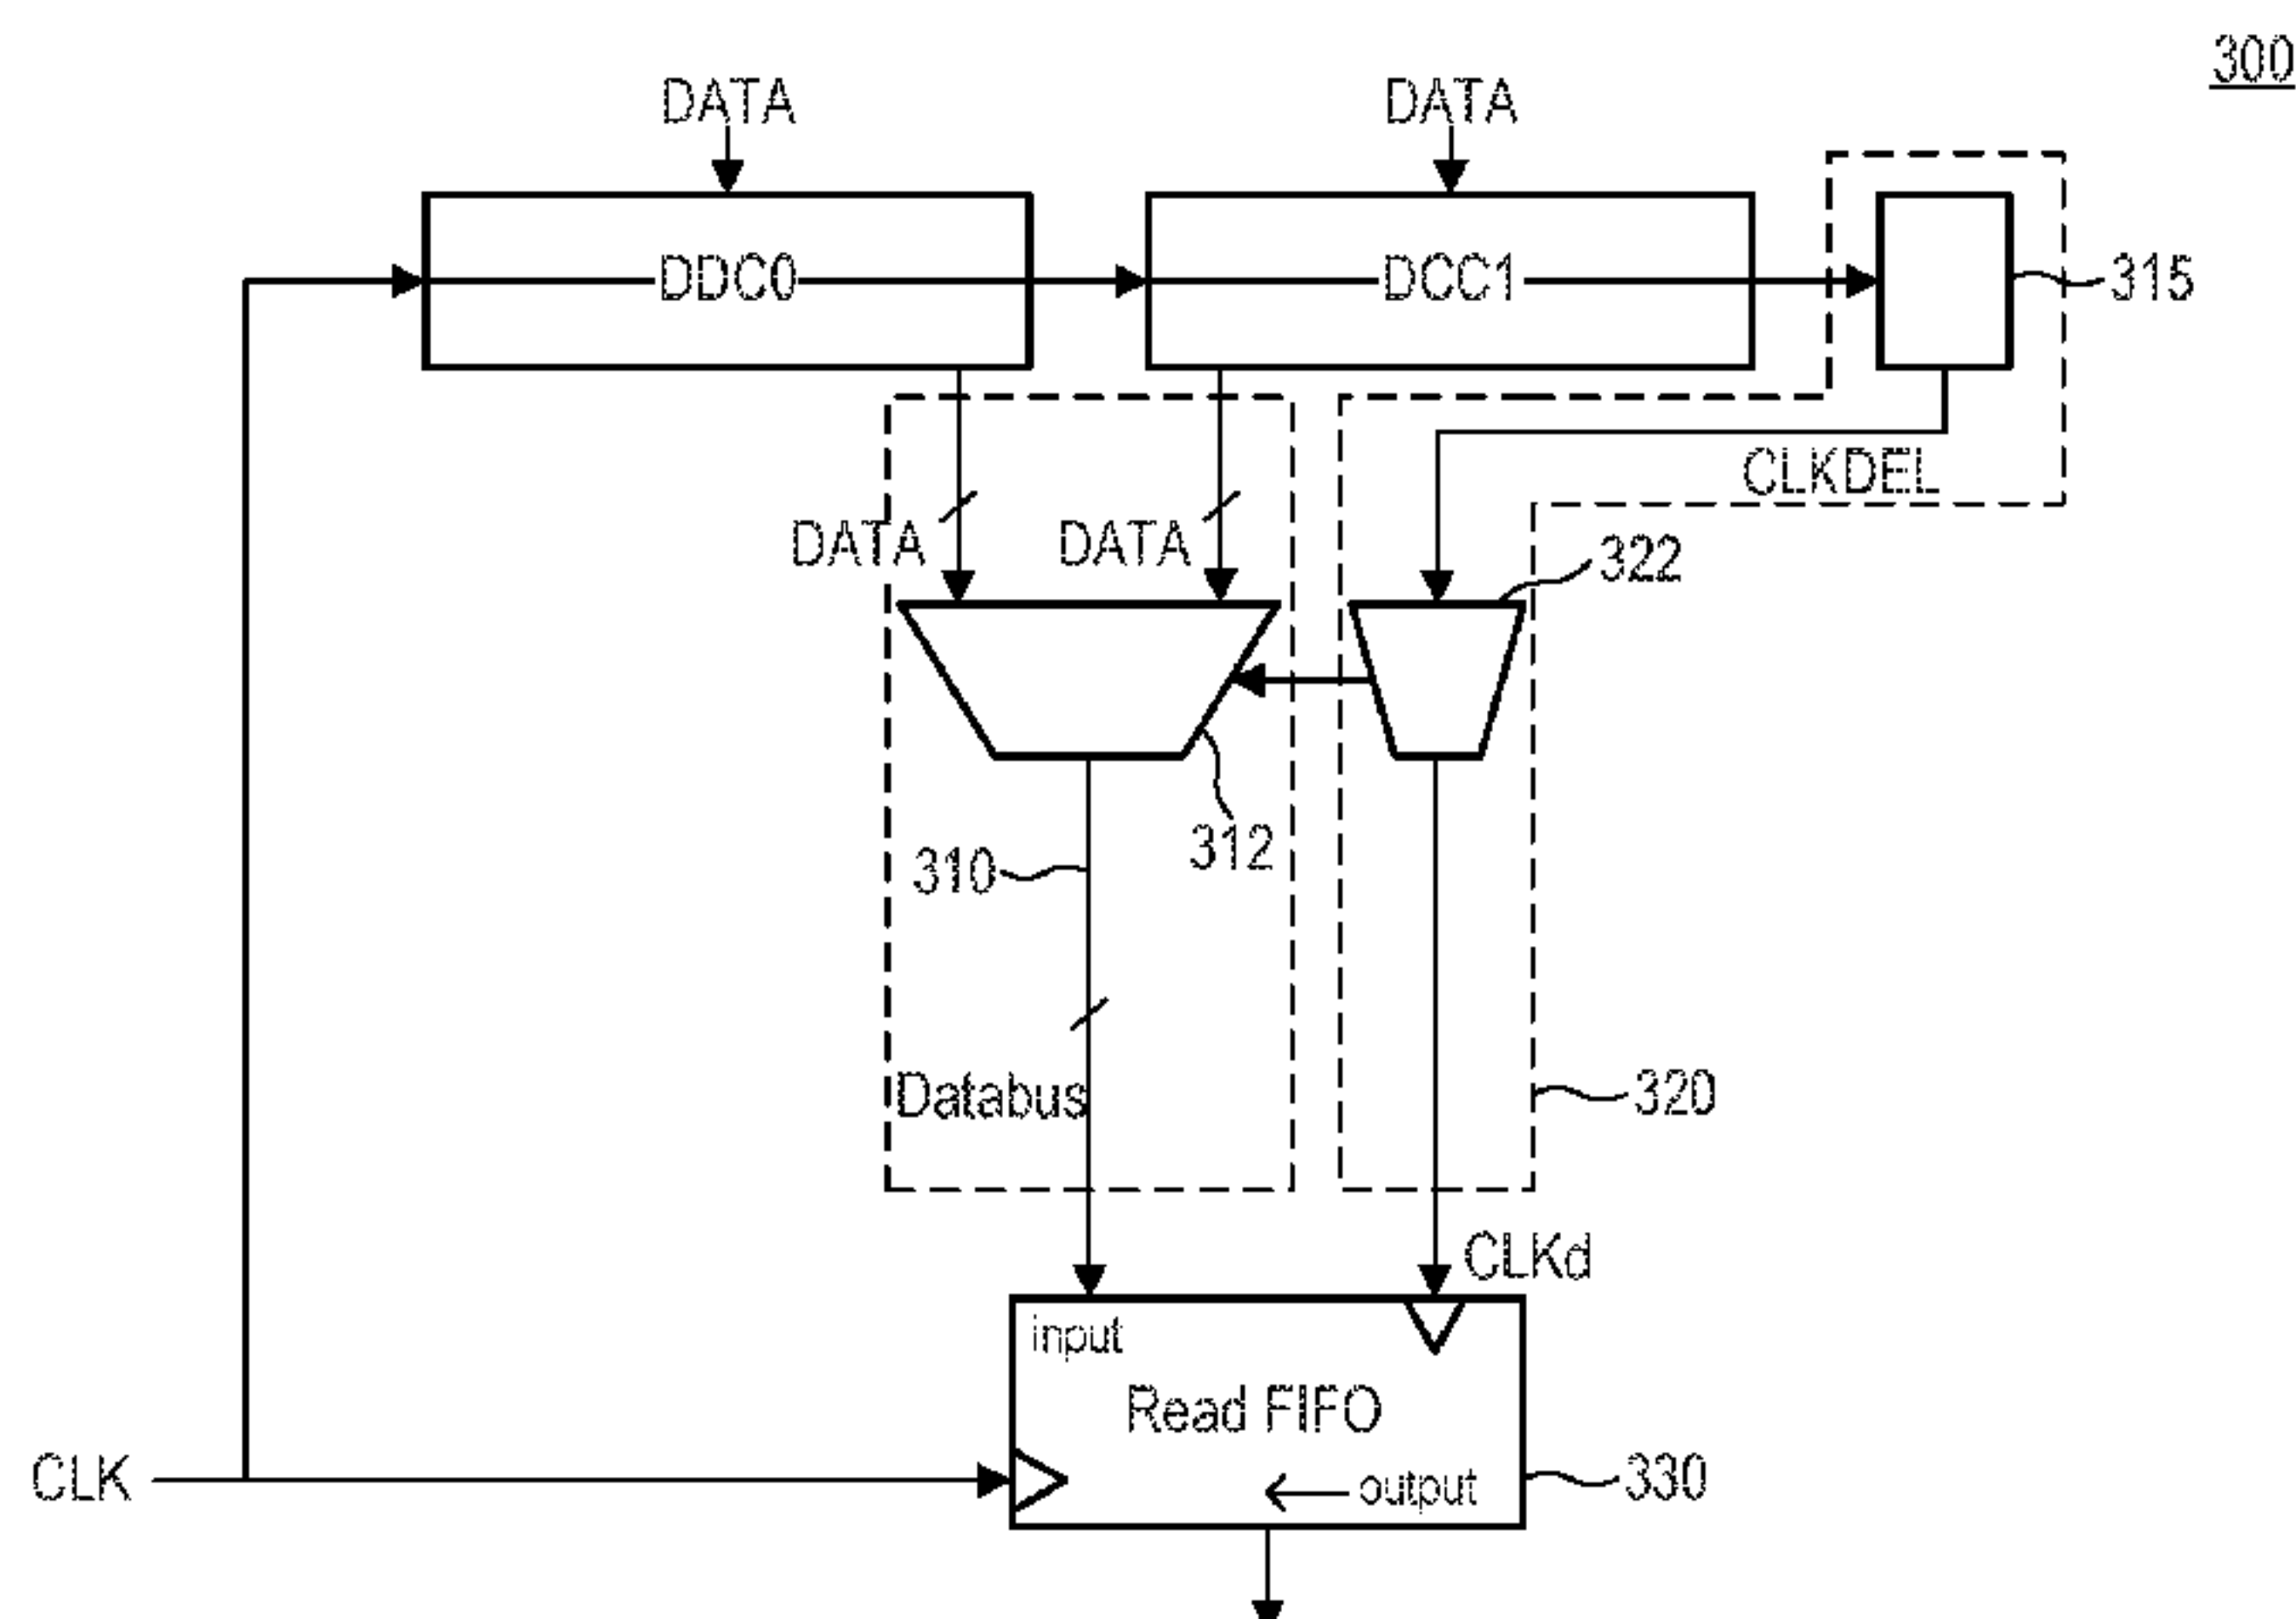 300
DATA
DATA
DDC0
DCC1
315
CLKDEL
DATA
DATA
322
312
310
Databus
320
CLKd
input
Read FIFO
CLK
output
330